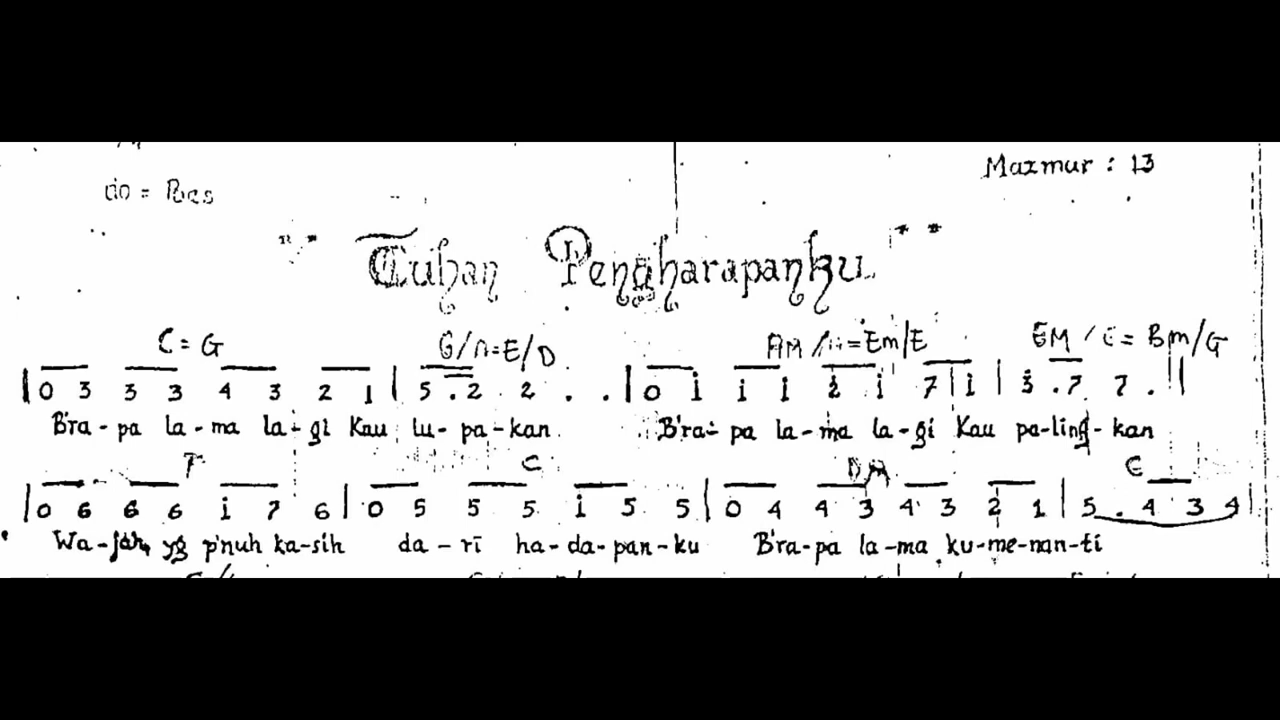 Mazmur : 13
do = Bes
" Tuhan Pengharapanku "
C = G G/A=E/D AM /A=Em/E EM / E = Bm/G
|0 3 3 3 4 3 2 1|5 . 2 2 . . |0 i i i 2 i 7 i | 3 . 7 7 . ||
B'ra - pa la - ma la - gi Kau lu - pa - kan B'ra - pa la - ma la - gi Kau pa - ling - kan
F C DM C
|0 6 6 6 i 7 6|0 5 5 5 i 5 5|0 4 4 3 4 3 2 1|5 . 4 3 4|
Wa - jah yg p'nuh ka - sih da - ri ha - da - pan - ku B'ra - pa la - ma ku - me - nan - ti